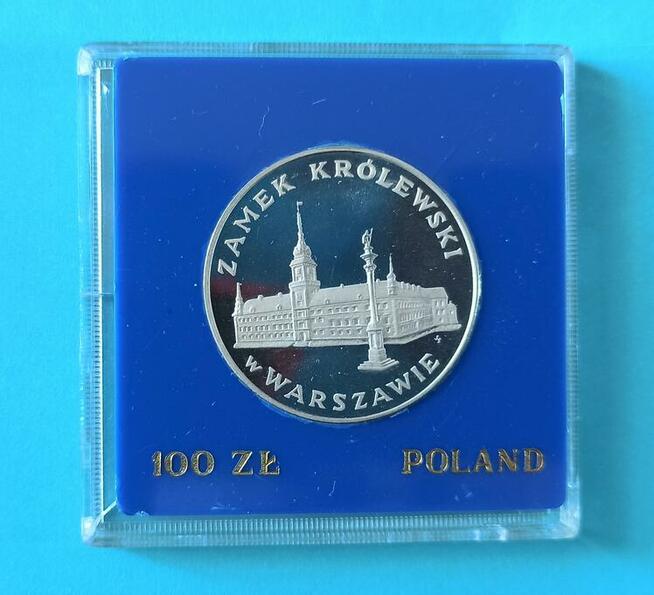 ZAMEK KRÓLEWSKI
w WARSZAWIE
100 ZŁ
POLAND